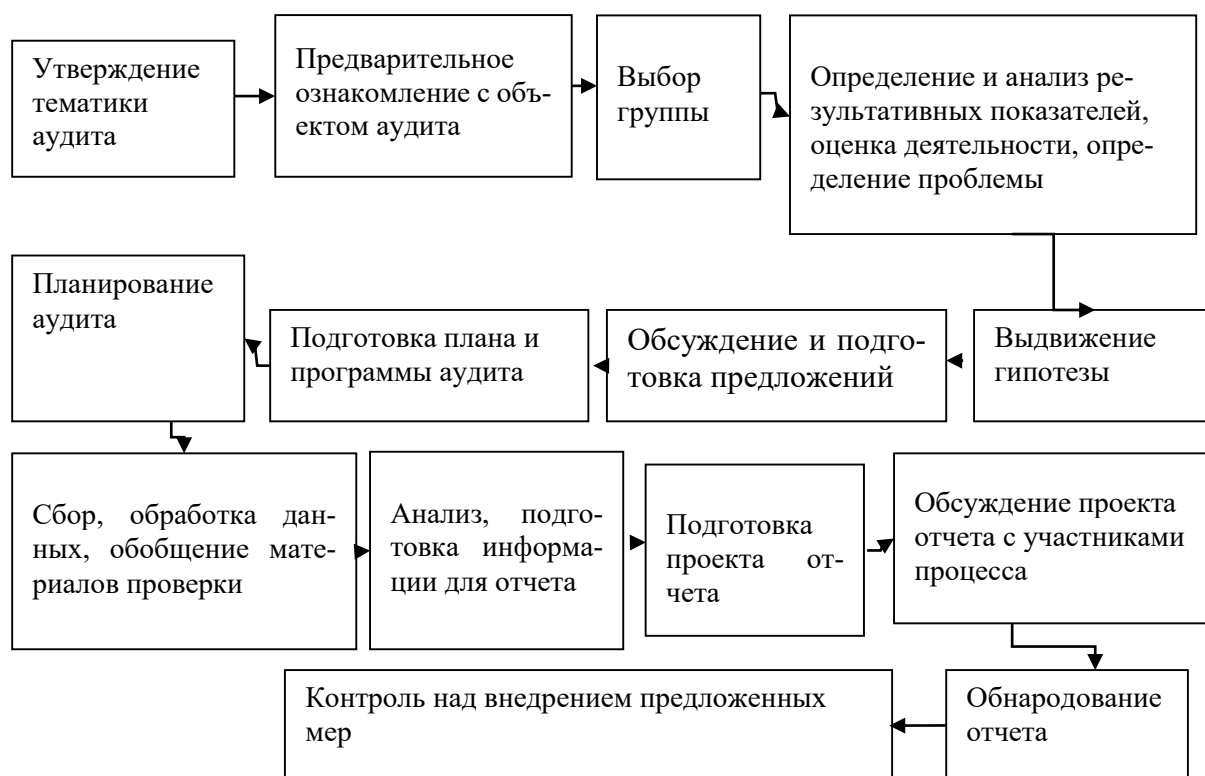 Утверждение
тематики
аудита
Предварительное
ознакомление с объ-
ектом аудита
Выбор
группы
Определение и анализ ре-
зультативных показателей,
оценка деятельности, опре-
деление проблемы
Выдвижение
гипотезы
Обсуждение и подго-
товка предложений
Подготовка плана и
программы аудита
Планирование
аудита
Сбор, обработка дан-
ных, обобщение мате-
риалов проверки
Анализ, подго-
товка информа-
ции для отчета
Подготовка
проекта от-
чета
Обсуждение проекта
отчета с участниками
процесса
Обнародование
отчета
Контроль над внедрением предложенных
мер